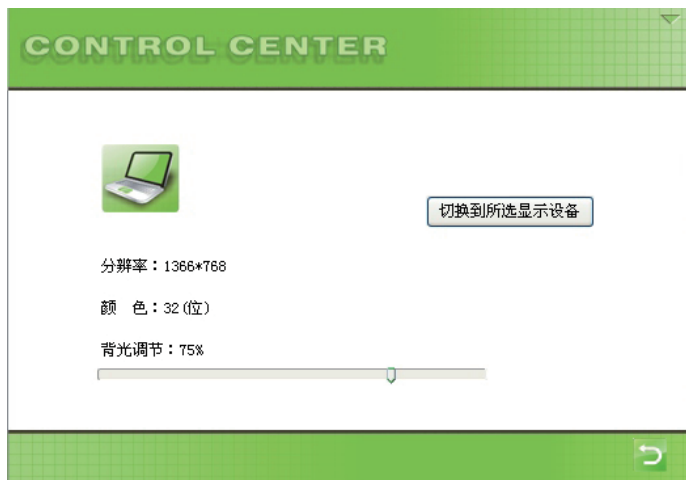 CONTROL CENTER
切换到所选显示设备
分辨率：1366*768
颜 色：32(位)
背光调节：75%